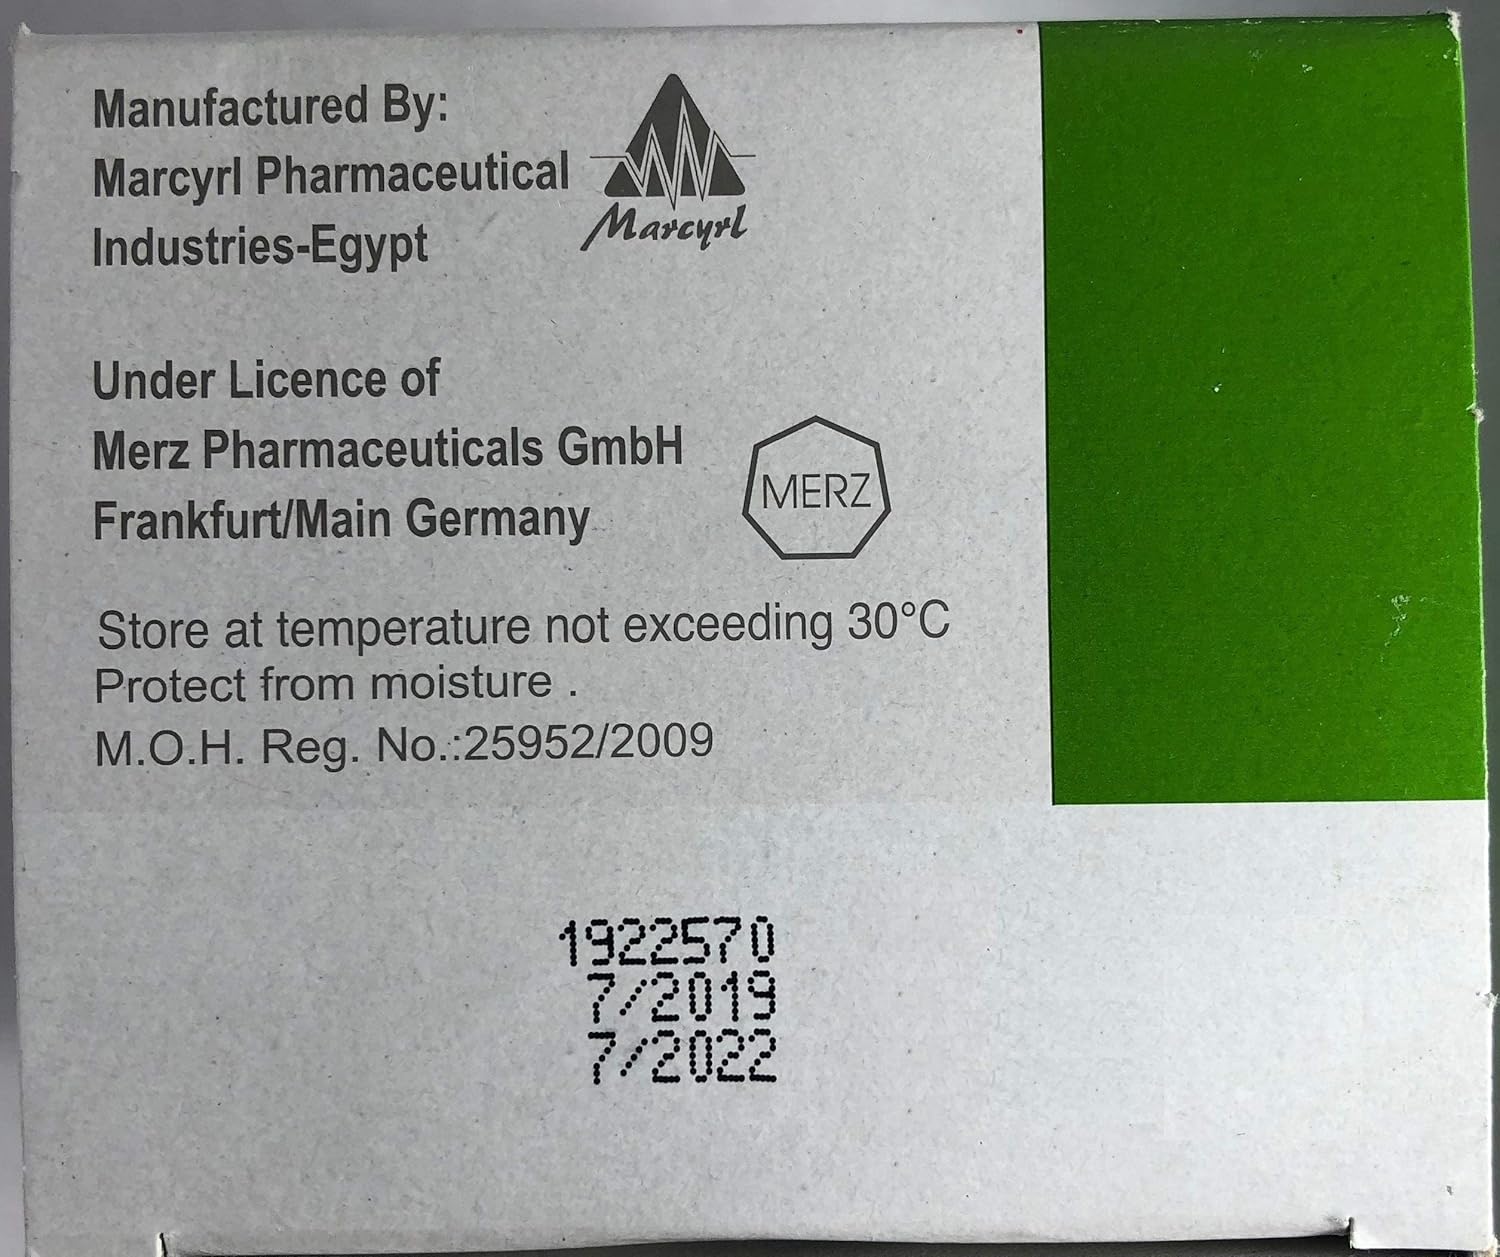 Manufactured By:
Marcyrl Pharmaceutical
Industries-Egypt
Marcyrl
Under Licence of
Merz Pharmaceuticals GmbH
Frankfurt/Main Germany
MERZ
Store at temperature not exceeding 30°C
Protect from moisture .
M.O.H. Reg. No.:25952/2009
1922570
7/2019
7/2022